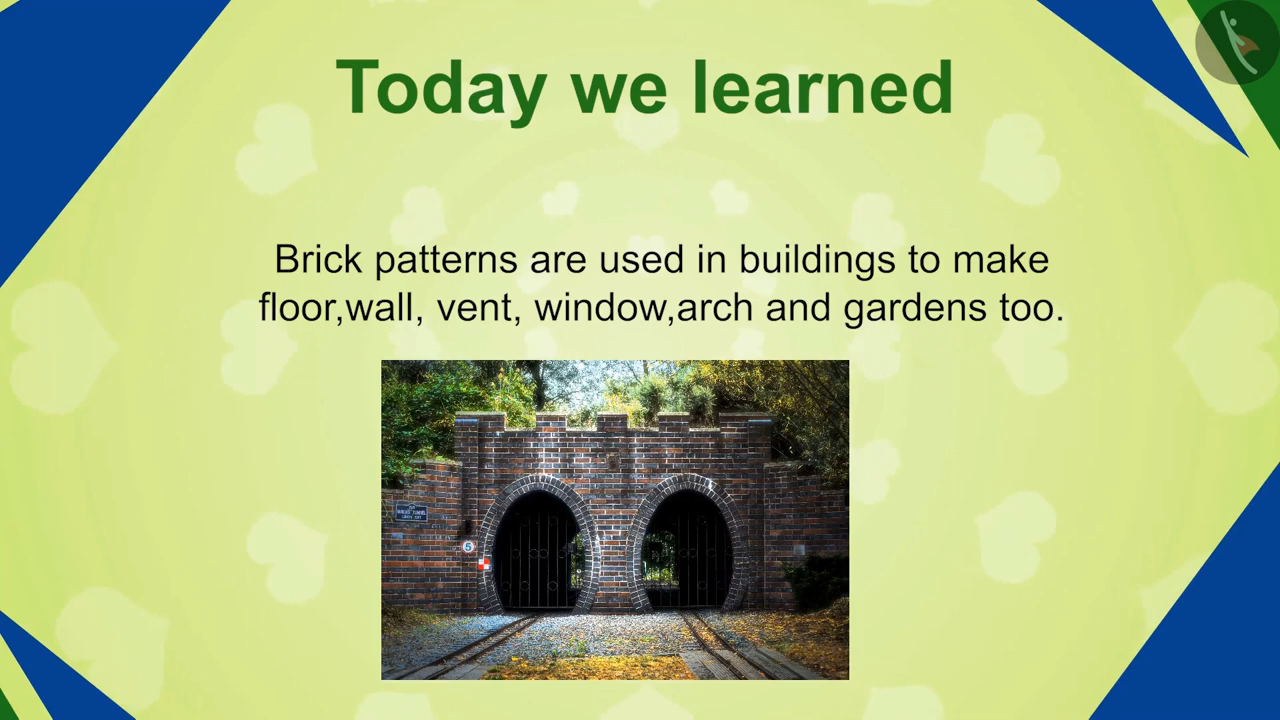 Today we learned
Brick patterns are used in buildings to make
floor,wall, vent, window,arch and gardens too.
5